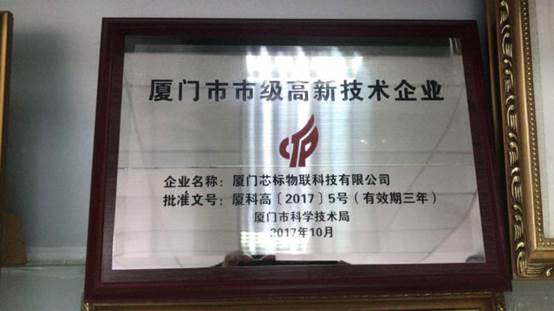 厦门市市级高新技术企业
企业名称：厦门芯标物联科技有限公司
批准文号：厦科高〔2017〕5号（有效期三年）
厦门市科学技术局
2017年10月